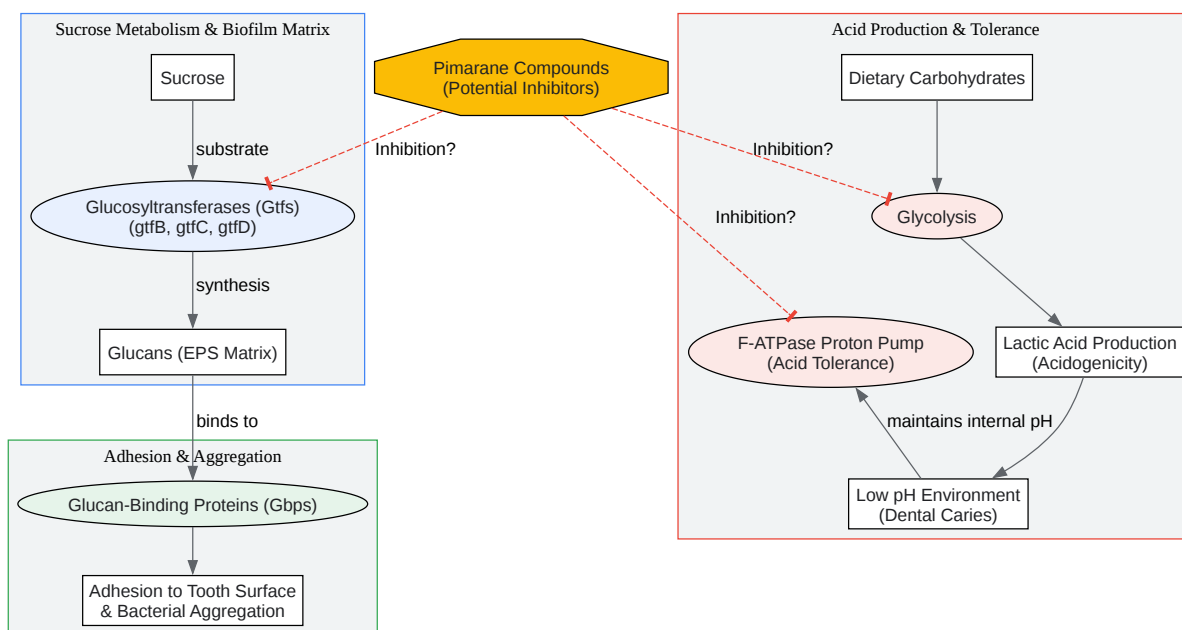 Sucrose Metabolism & Biofilm Matrix
Sucrose
substrate
Glucosyltransferases (Gtfs)
(gtfB, gtfC, gtfD)
synthesis
Glucans (EPS Matrix)
binds to
Adhesion & Aggregation
Glucan-Binding Proteins (Gbps)
Adhesion to Tooth Surface
& Bacterial Aggregation
Pimarane Compounds
(Potential Inhibitors)
Inhibition?
Inhibition?
Inhibition?
Acid Production & Tolerance
Dietary Carbohydrates
Glycolysis
F-ATPase Proton Pump
(Acid Tolerance)
Lactic Acid Production
(Acidogenicity)
maintains internal pH
Low pH Environment
(Dental Caries)